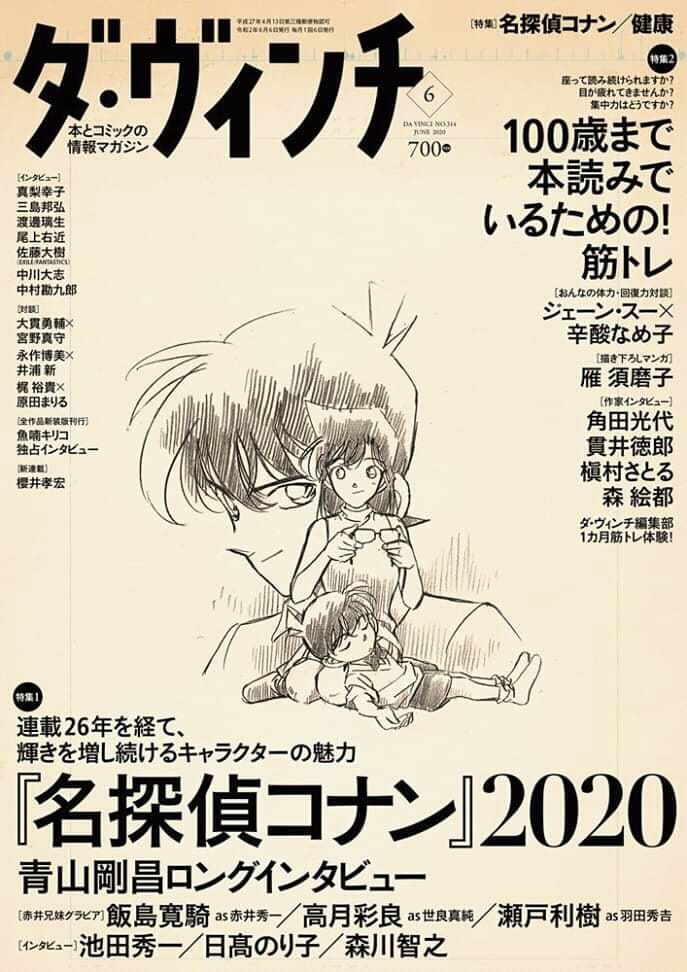 平成27年4月13日第三種郵便物認可
令和2年6月6日発行 毎月1回6日発行
ダ・ヴィンチ
本とコミックの
情報マガジン
6
DA VINCI NO.314
JUNE 2020
700
[特集] 名探偵コナン/健康
特集2
座って読み続けられますか?
目が疲れてきませんか?
集中力はどうですか?
100歳まで
本読みで
いるための!
筋トレ
[おんなの体力・回復力対談]
ジェーン・スー×
辛酸なめ子
[描き下ろしマンガ]
雁 須磨子
[作家インタビュー]
角田光代
貫井徳郎
槇村さとる
森 絵都
ダ・ヴィンチ編集部
1カ月筋トレ体験!
[インタビュー]
真梨幸子
三島邦弘
渡邉璃生
尾上右近
佐藤大樹
(EXILE/FANTASTICS)
中川大志
中村勘九郎
[対談]
大貫勇輔×
宮野真守
永作博美×
井浦 新
梶 裕貴×
原田まりる
[全作品新装版刊行]
魚喃キリコ
独占インタビュー
[新連載]
櫻井孝宏
特集1
連載26年を経て、
輝きを増し続けるキャラクターの魅力
『名探偵コナン』2020
青山剛昌ロングインタビュー
[赤井兄妹グラビア] 飯島寛騎 as 赤井秀一/高月彩良 as 世良真純/瀬戸利樹 as 羽田秀𠮷
[インタビュー] 池田秀一/日髙のり子/森川智之